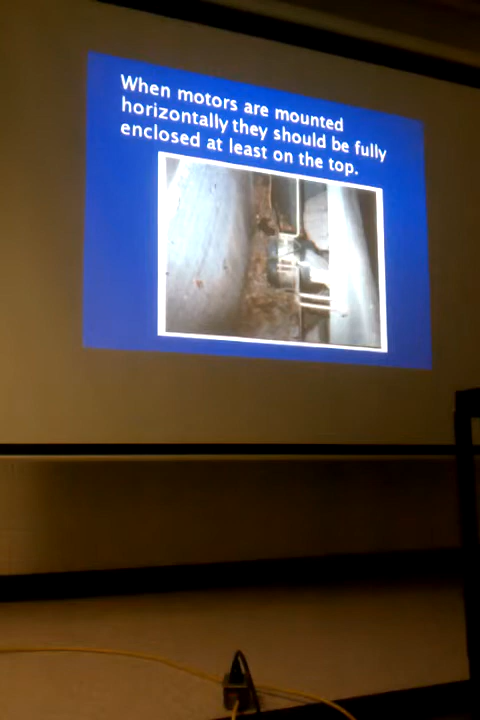 When motors are mounted
horizontally they should be fully
enclosed at least on the top.